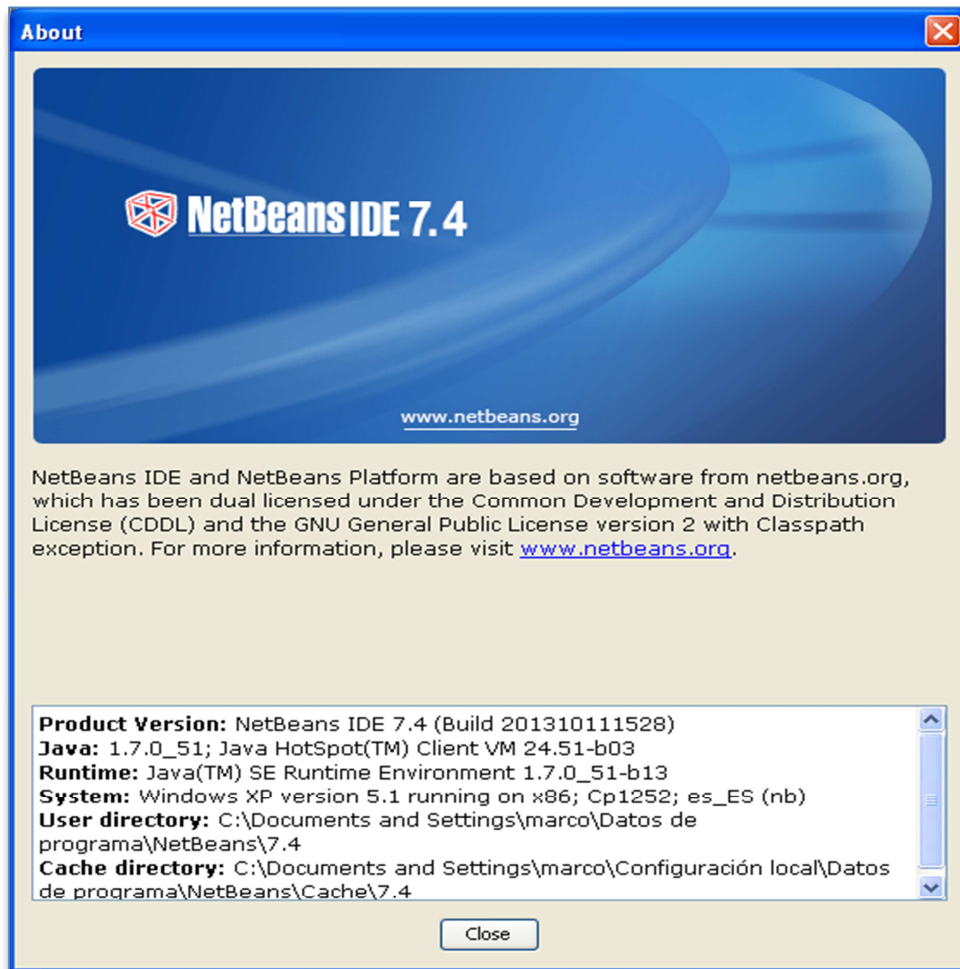 About
NetBeans IDE 7.4
www.netbeans.org
NetBeans IDE and NetBeans Platform are based on software from netbeans.org,
which has been dual licensed under the Common Development and Distribution
License (CDDL) and the GNU General Public License version 2 with Classpath
exception. For more information, please visit www.netbeans.org.
Product Version: NetBeans IDE 7.4 (Build 201310111528)
Java: 1.7.0_51; Java HotSpot(TM) Client VM 24.51-b03
Runtime: Java(TM) SE Runtime Environment 1.7.0_51-b13
System: Windows XP version 5.1 running on x86; Cp1252; es_ES (nb)
User directory: C:\Documents and Settings\marco\Datos de
programa\NetBeans\7.4
Cache directory: C:\Documents and Settings\marco\Configuración local\Datos
de programa\NetBeans\Cache\7.4
Close